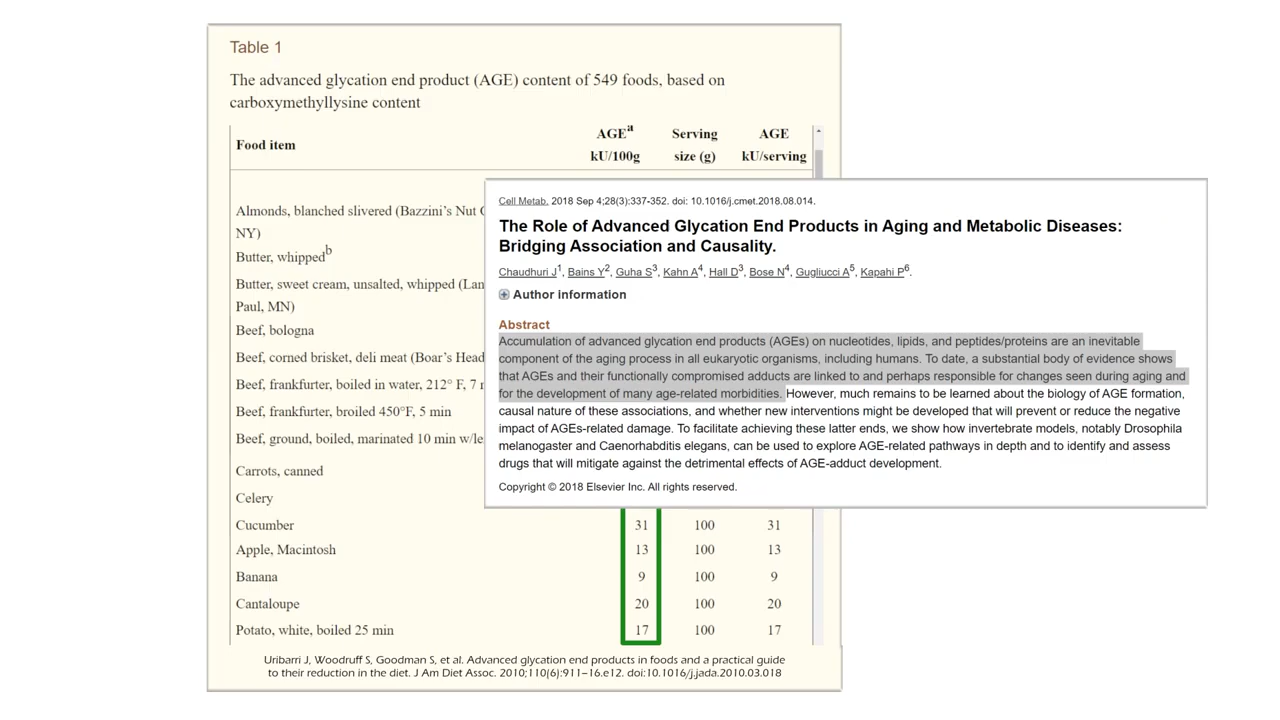 Table 1
The advanced glycation end product (AGE) content of 549 foods, based on
carboxymethyllysine content
Food item
AGEa
kU/100g
Serving
size (g)
AGE
kU/serving
Almonds, blanched slivered (Bazzini's Nut
NY)
Butter, whippedb
Butter, sweet cream, unsalted, whipped (Lan
Paul, MN)
Beef, bologna
Beef, corned brisket, deli meat (Boar's Head
Beef, frankfurter, boiled in water, 212° F, 7
Beef, frankfurter, broiled 450°F, 5 min
Beef, ground, boiled, marinated 10 min w/le
Carrots, canned
Celery
Cucumber 31 100 31
Apple, Macintosh 13 100 13
Banana 9 100 9
Cantaloupe 20 100 20
Potato, white, boiled 25 min 17 100 17
Uribarri J, Woodruff S, Goodman S, et al. Advanced glycation end products in foods and a practical guide
to their reduction in the diet. J Am Diet Assoc. 2010;110(6):911–16.e12. doi:10.1016/j.jada.2010.03.018
Cell Metab. 2018 Sep 4;28(3):337-352. doi: 10.1016/j.cmet.2018.08.014.
The Role of Advanced Glycation End Products in Aging and Metabolic Diseases:
Bridging Association and Causality.
Chaudhuri J1, Bains Y2, Guha S3, Kahn A4, Hall D3, Bose N4, Gugliucci A5, Kapahi P6.
Author information
Abstract
Accumulation of advanced glycation end products (AGEs) on nucleotides, lipids, and peptides/proteins are an inevitable
component of the aging process in all eukaryotic organisms, including humans. To date, a substantial body of evidence shows
that AGEs and their functionally compromised adducts are linked to and perhaps responsible for changes seen during aging and
for the development of many age-related morbidities. However, much remains to be learned about the biology of AGE formation,
causal nature of these associations, and whether new interventions might be developed that will prevent or reduce the negative
impact of AGEs-related damage. To facilitate achieving these latter ends, we show how invertebrate models, notably Drosophila
melanogaster and Caenorhabditis elegans, can be used to explore AGE-related pathways in depth and to identify and assess
drugs that will mitigate against the detrimental effects of AGE-adduct development.
Copyright © 2018 Elsevier Inc. All rights reserved.